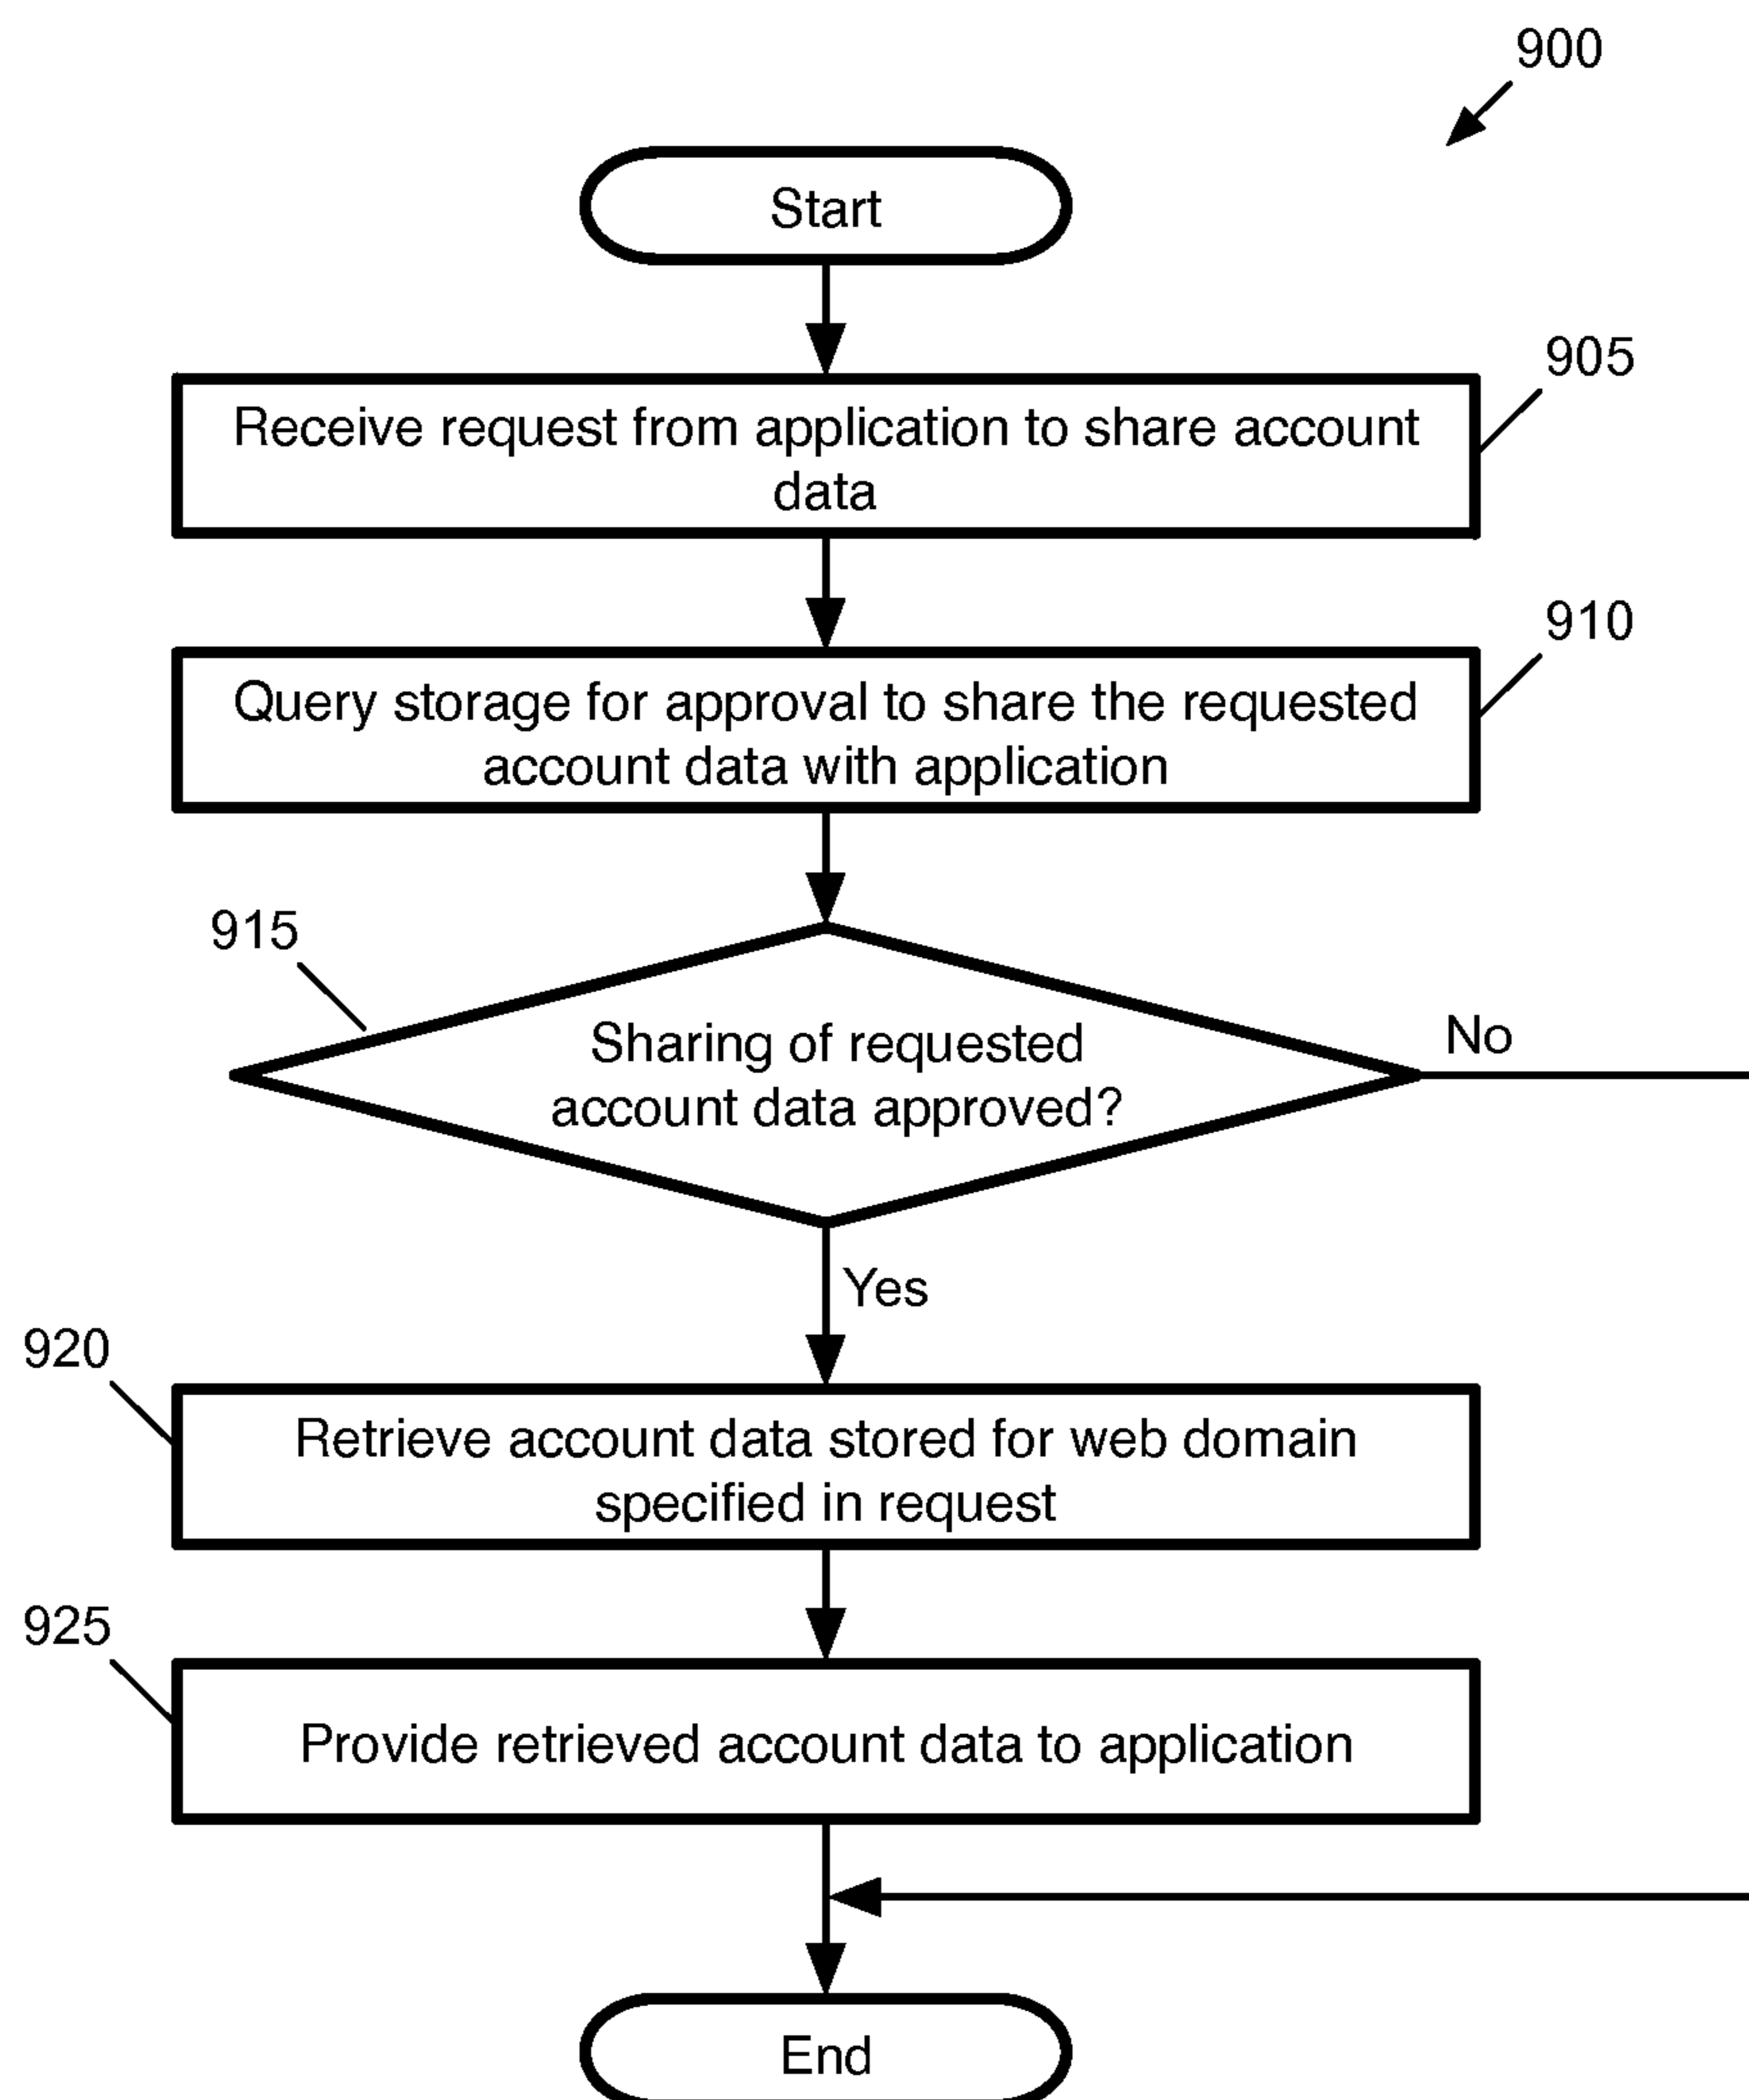 900
Start
905
Receive request from application to share account
data
910
Query storage for approval to share the requested
account data with application
915
Sharing of requested
account data approved?
No
Yes
920
Retrieve account data stored for web domain
specified in request
925
Provide retrieved account data to application
End